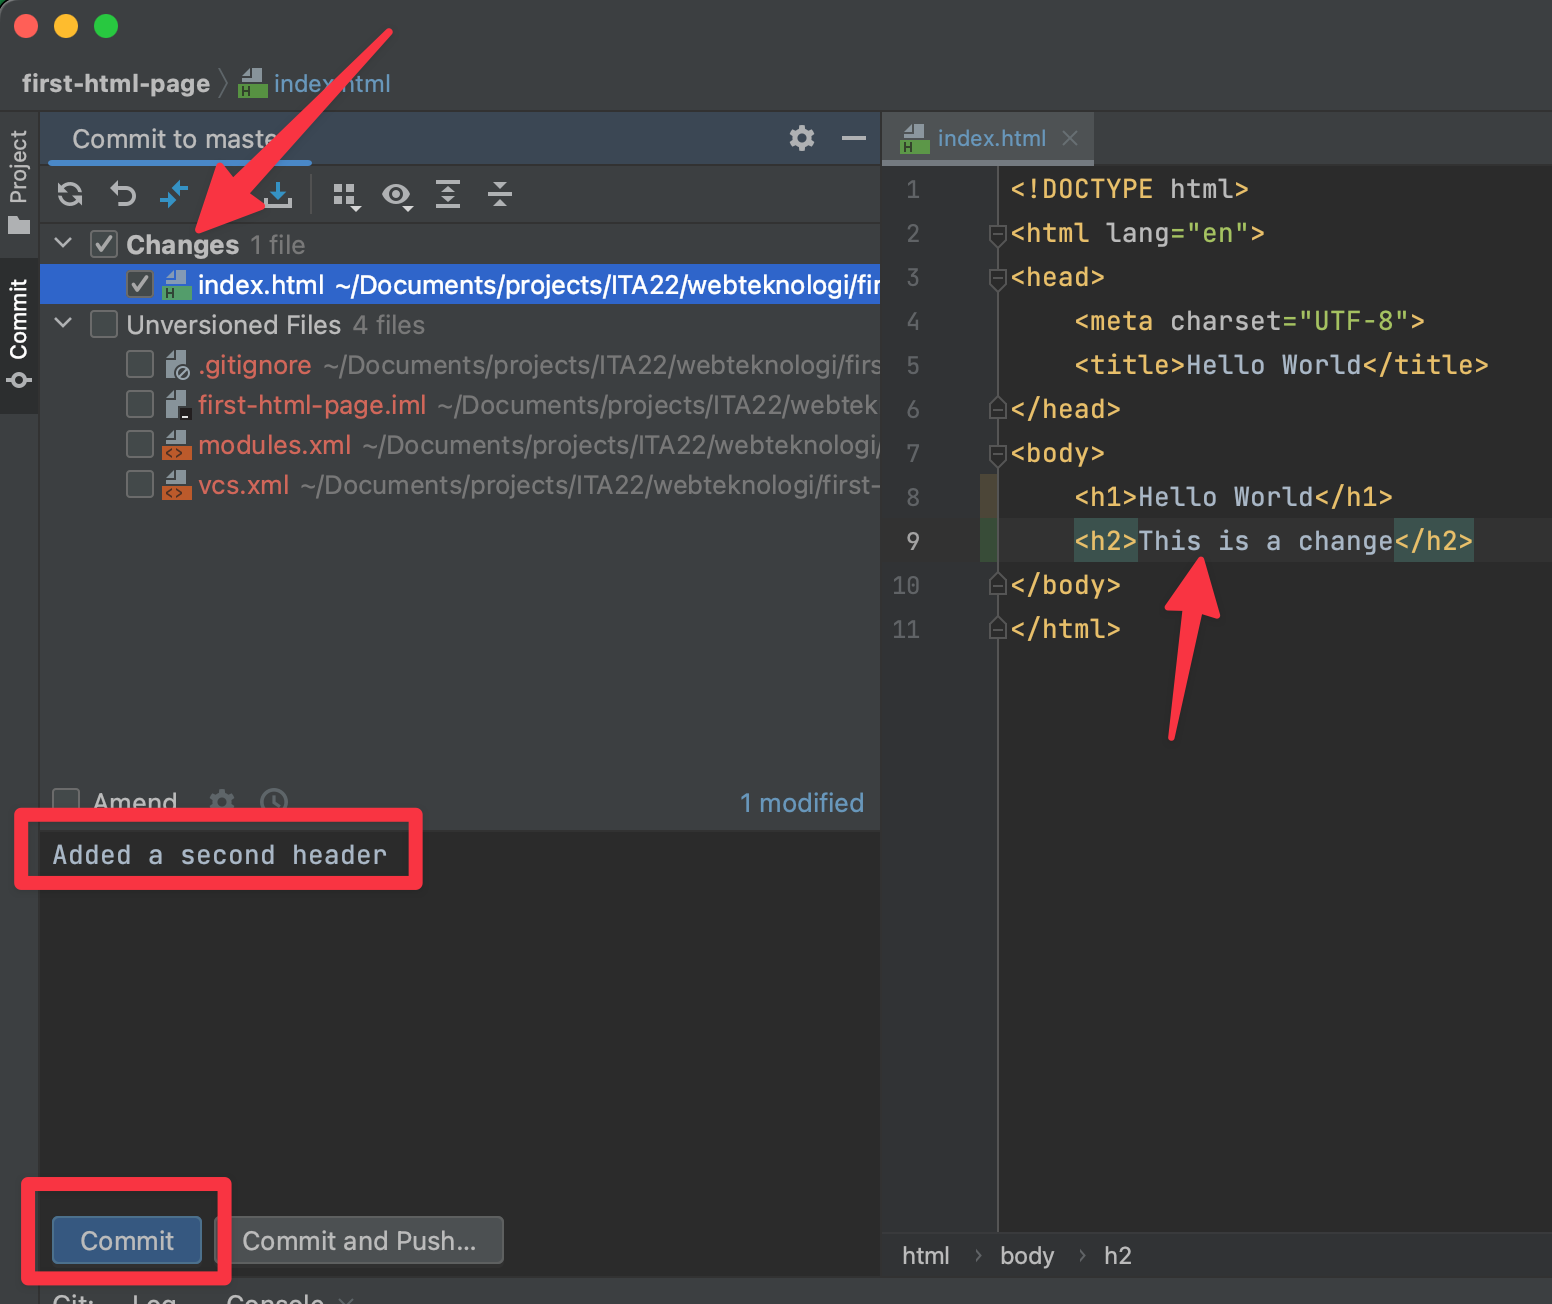 first-html-page index.html
Project
Commit
Commit to master
Changes 1 file
index.html ~/Documents/projects/ITA22/webteknologi/fir
Unversioned Files 4 files
.gitignore ~/Documents/projects/ITA22/webteknologi/firs
first-html-page.iml ~/Documents/projects/ITA22/webtek
modules.xml ~/Documents/projects/ITA22/webteknologi/
vcs.xml ~/Documents/projects/ITA22/webteknologi/first-
Amend
1 modified
Added a second header
Commit
Commit and Push...
Git: Log Console
index.html
1 <!DOCTYPE html>
2 <html lang="en">
3 <head>
4 <meta charset="UTF-8">
5 <title>Hello World</title>
6 </head>
7 <body>
8 <h1>Hello World</h1>
9 <h2>This is a change</h2>
10 </body>
11 </html>
html › body › h2